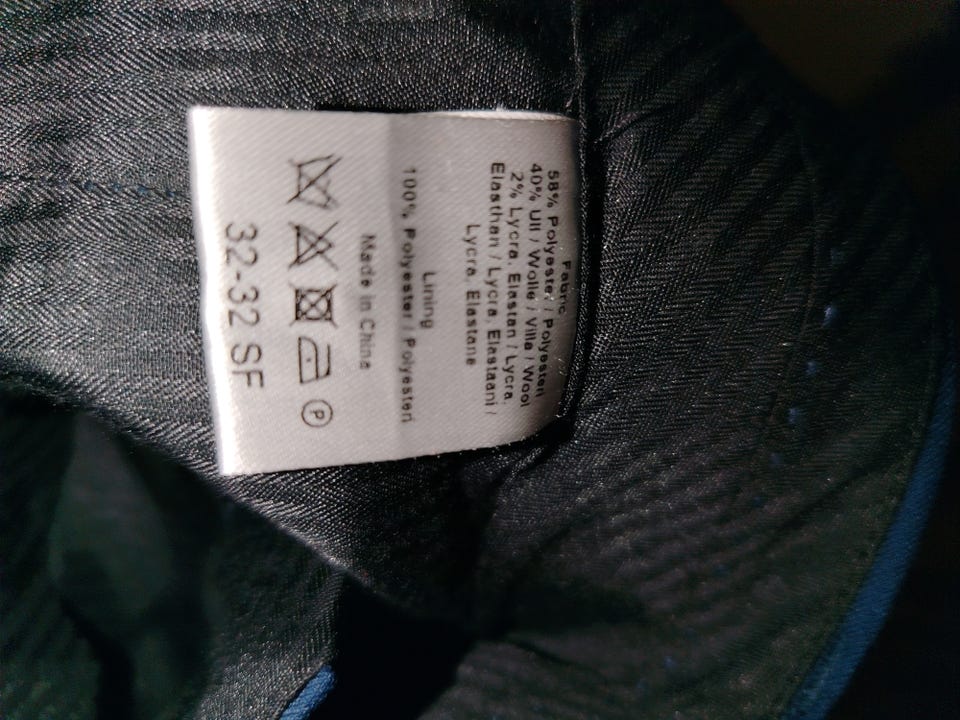 Fabric
58% Polyester / Polyesteri
40% Ull / Wolle / Villa / Wool
2% Lycra. Elastan / Lycra.
Elasthan / Lycra. Elastaani /
Lycra. Elastane
Lining
100% Polyester / Polyesteri
Made in China
P
32-32 SF